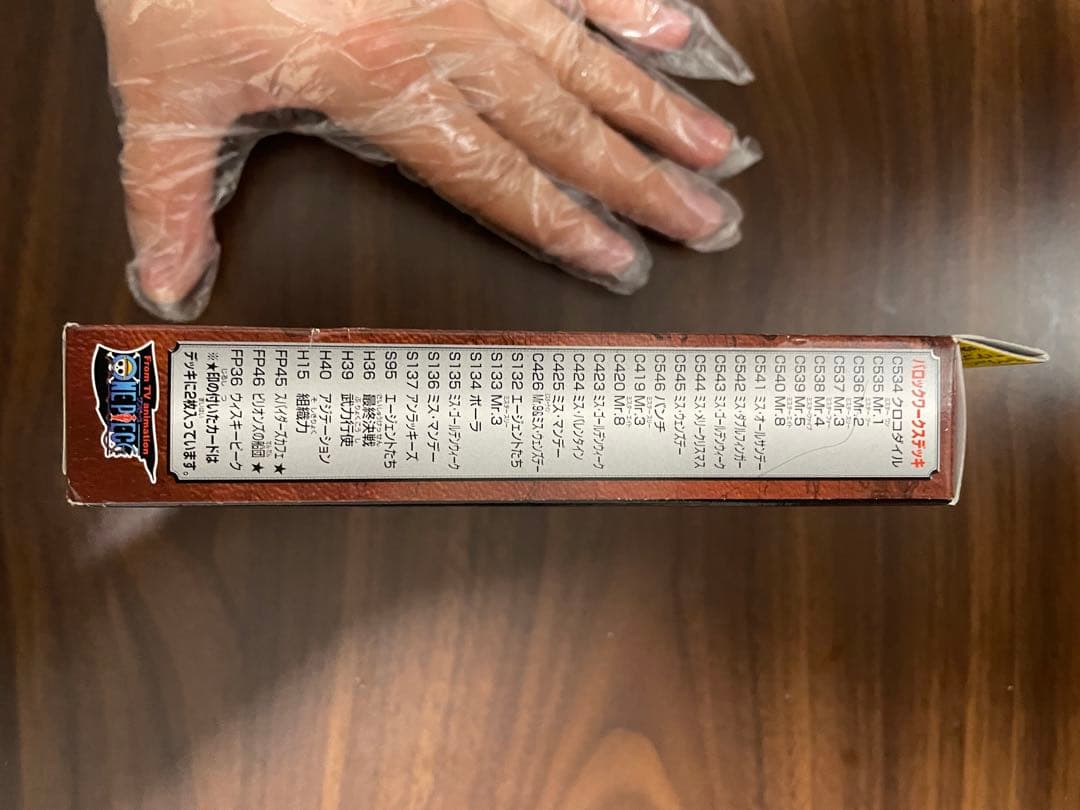 バロックワークスデッキ
C534 クロコダイル
C535 Mr.1
C536 Mr.2
C537 Mr.3
C538 Mr.4
C539 Mr.5
C540 Mr.8
C541 ミス・オールサンデー
C542 ミス・ダブルフィンガー
C543 ミス・ゴールデンウィーク
C544 ミス・メリークリスマス
C545 ミス・ウェンズデー
C546 バンチ
C419 Mr.3
C420 Mr.8
C423 ミス・ゴールデンウィーク
C424 ミス・バレンタイン
C425 ミス・マンデー
C426 Mr.9&ミス・ウェンズデー
S132 エージェントたち
S133 Mr.3
S134 ポーラ
S135 ミス・ゴールデンウィーク
S136 ミス・マンデー
S137 アンラッキーズ
S95 エージェントたち
H36 最終決戦
H39 武力行使
H40 アジテーション
H15 組織力
FP45 スパイダーズカフェ★
FP46 ビリオンズの船団★
FP36 ウィスキーピーク
※★印の付いたカードは
デッキに2枚入っています。
From TV animation
ONE PIECE